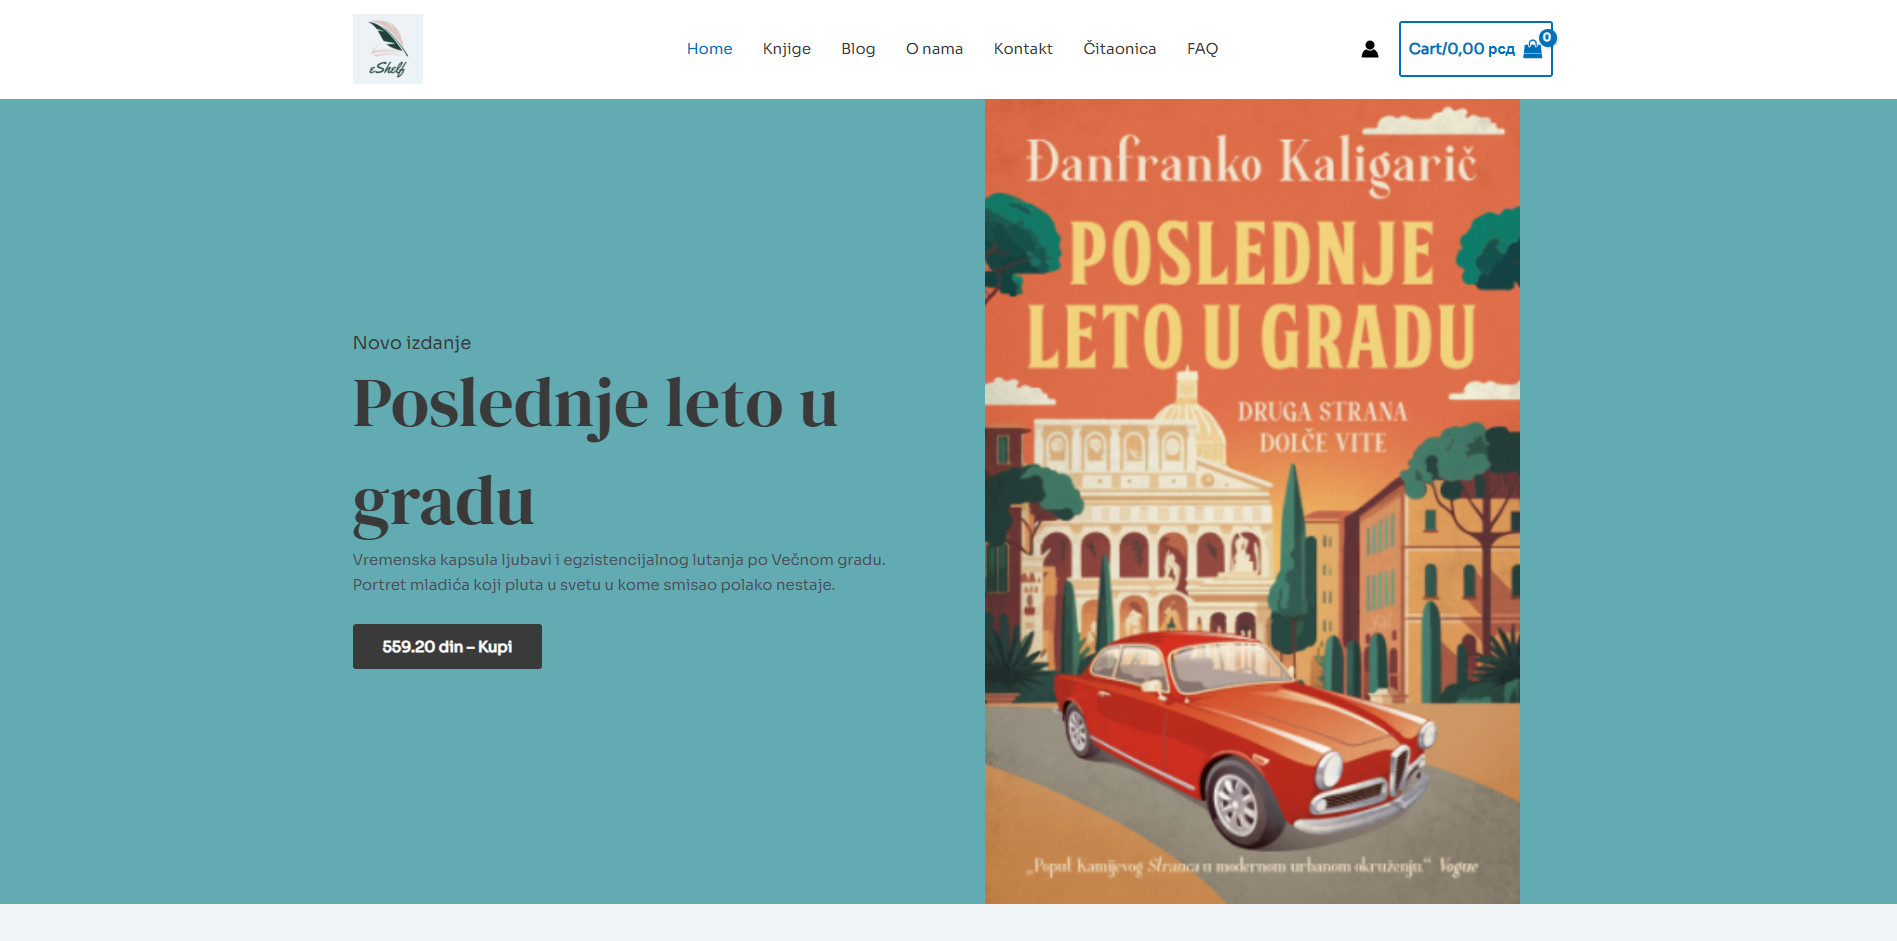 eShelf
Home Knjige Blog O nama Kontakt Čitaonica FAQ
Cart/0,00 рсд 0
Novo izdanje
Poslednje leto u
gradu
Vremenska kapsula ljubavi i egzistencijalnog lutanja po Večnom gradu.
Portret mladića koji pluta u svetu u kome smisao polako nestaje.
559.20 din – Kupi
Đanfranko Kaligarič
POSLEDNJE
LETO U GRADU
DRUGA STRANA
DOLČE VITE
„Poput Kamijevog Stranca u modernom urbanom okruženju.“ Vogue